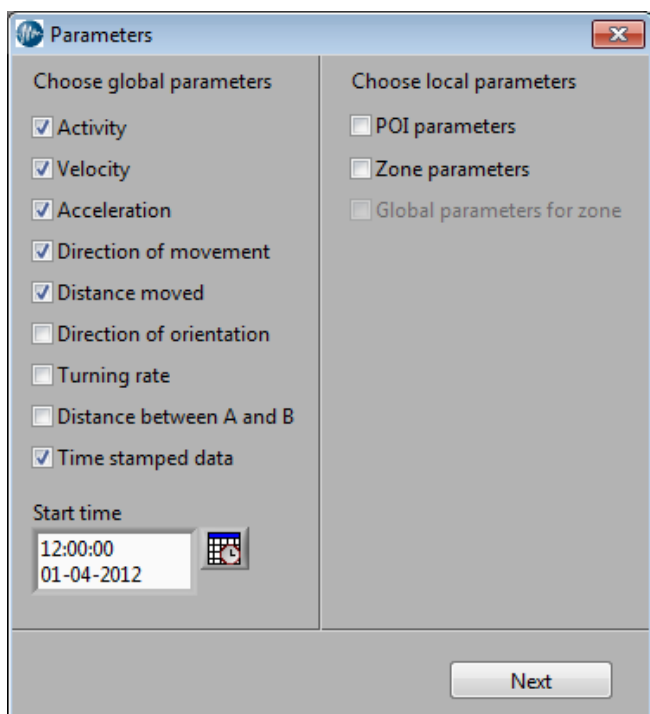 Parameters
Choose global parameters
Activity
Velocity
Acceleration
Direction of movement
Distance moved
Direction of orientation
Turning rate
Distance between A and B
Time stamped data
Start time
12:00:00
01-04-2012
Choose local parameters
POI parameters
Zone parameters
Global parameters for zone
Next